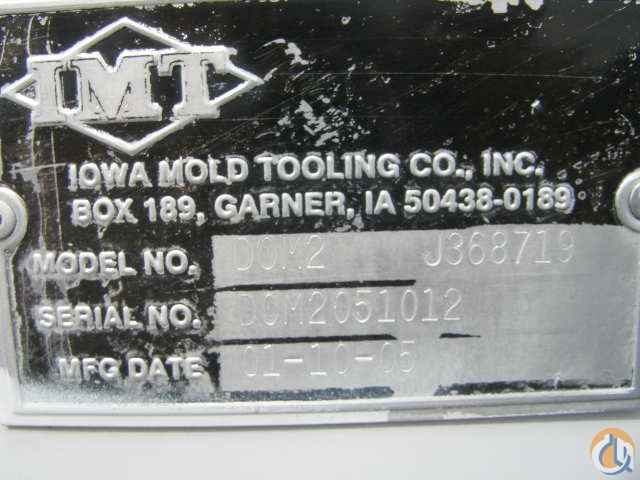 IMT
IOWA MOLD TOOLING CO., INC.
BOX 189, GARNER, IA 50438-0189
MODEL NO. DOM2 J368719
SERIAL NO. DOM2051012
MFG DATE 01-10-05